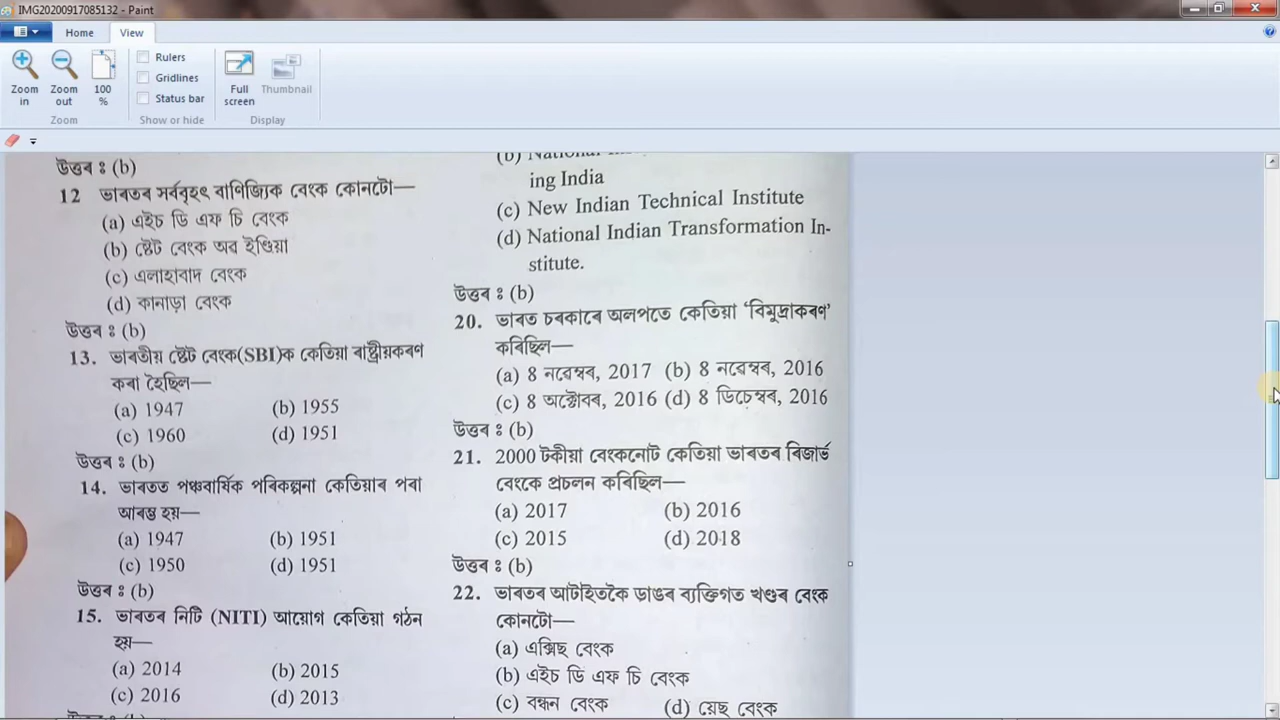 IMG20200917085132 - Paint
Home
View
Zoom in
Zoom out
100 %
Rulers
Gridlines
Status bar
Full screen
Thumbnail
Zoom
Show or hide
Display
উত্তৰ ঃ (b)
12 ভাৰতৰ সৰ্ববৃহৎ বাণিজ্যিক বেংক কোনটো—
(a) এইচ ডি এফ চি বেংক
(b) ষ্টেট বেংক অব ইণ্ডিয়া
(c) এলাহাবাদ বেংক
(d) কানাড়া বেংক
উত্তৰ ঃ (b)
13. ভাৰতীয় ষ্টেট বেংক(SBI)ক কেতিয়া ৰাষ্ট্ৰীয়কৰণ
কৰা হৈছিল—
(a) 1947 (b) 1955
(c) 1960 (d) 1951
উত্তৰ ঃ (b)
14. ভাৰতত পঞ্চবাৰ্ষিক পৰিকল্পনা কেতিয়াৰ পৰা
আৰম্ভ হয়—
(a) 1947 (b) 1951
(c) 1950 (d) 1951
উত্তৰ ঃ (b)
15. ভাৰতৰ নিটি (NITI) আয়োগ কেতিয়া গঠন
হয়—
(a) 2014 (b) 2015
(c) 2016 (d) 2013
(b) National
ing India
(c) New Indian Technical Institute
(d) National Indian Transformation In-
stitute.
উত্তৰ ঃ (b)
20. ভাৰত চৰকাৰে অলপতে কেতিয়া ‘বিমুদ্ৰাকৰণ’
কৰিছিল—
(a) 8 নৱেম্বৰ, 2017 (b) 8 নৱেম্বৰ, 2016
(c) 8 অক্টোবৰ, 2016 (d) 8 ডিচেম্বৰ, 2016
উত্তৰ ঃ (b)
21. 2000 টকীয়া বেংকনোট কেতিয়া ভাৰতৰ ৰিজাৰ্ভ
বেংকে প্ৰচলন কৰিছিল—
(a) 2017 (b) 2016
(c) 2015 (d) 2018
উত্তৰ ঃ (b)
22. ভাৰতৰ আটাইতকৈ ডাঙৰ ব্যক্তিগত খণ্ডৰ বেংক
কোনটো—
(a) এক্সিছ বেংক
(b) এইচ ডি এফ চি বেংক
(c) বন্ধন বেংক (d) য়েছ বেংক